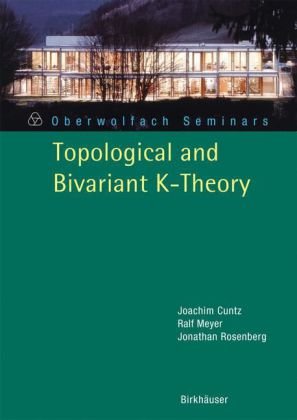 Oberwolfach Seminars
Topological and
Bivariant K-Theory
Joachim Cuntz
Ralf Meyer
Jonathan Rosenberg
Birkhäuser